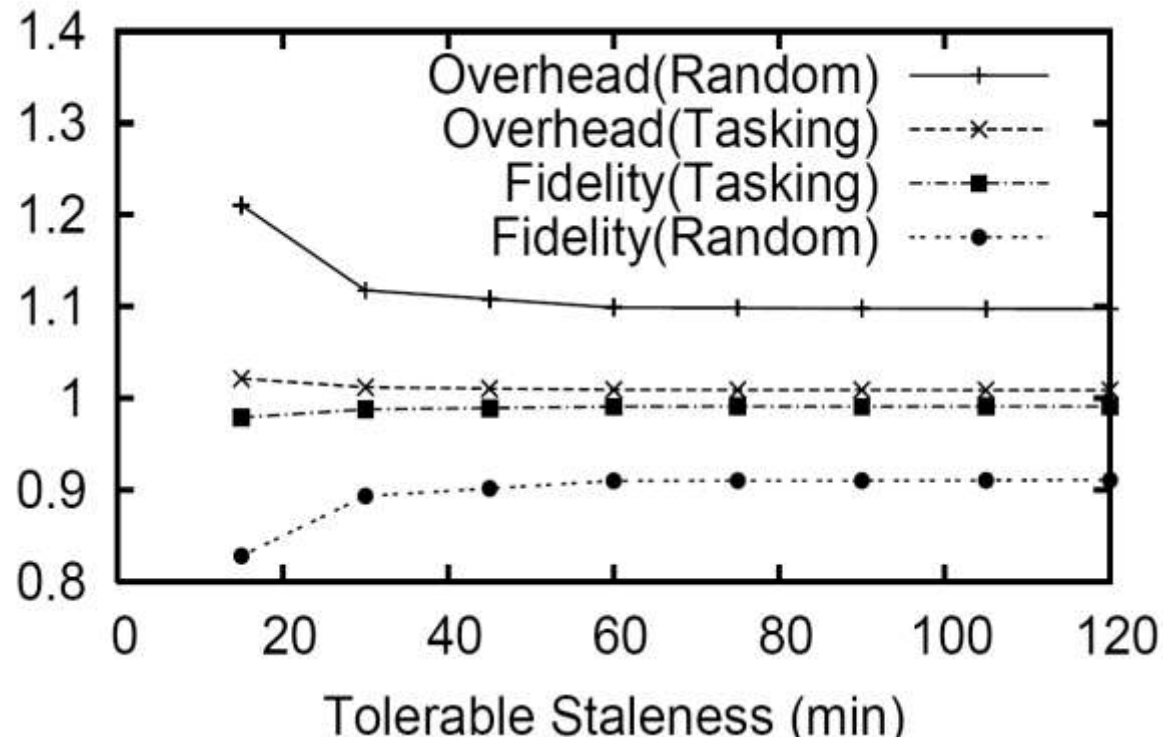 1.4
1.3
1.2
1.1
1
0.9
0.8
Overhead(Random)
Overhead(Tasking)
Fidelity(Tasking)
Fidelity(Random)
0 20 40 60 80 100 120
Tolerable Staleness (min)